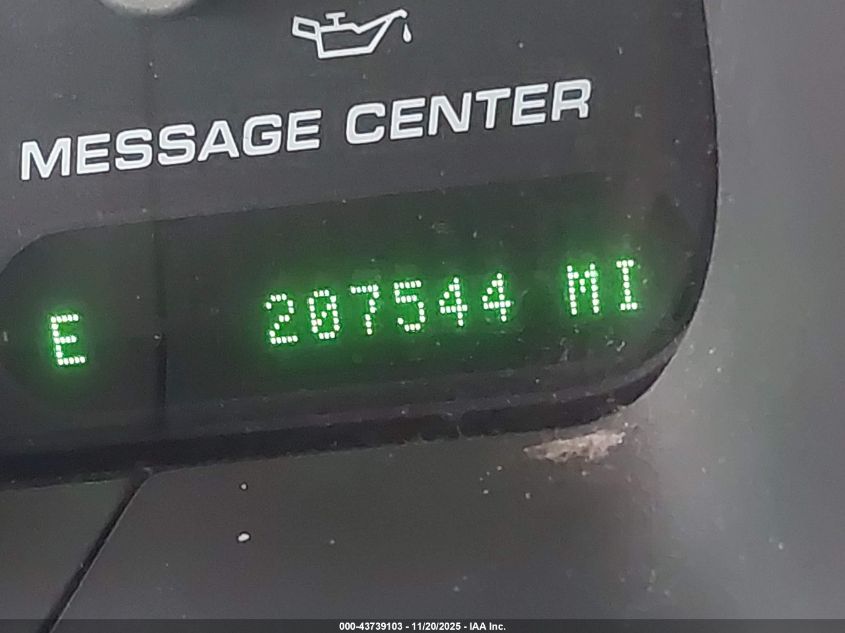 MESSAGE CENTER
E 207544 MI
000-43739103 - 11/20/2025 - IAA Inc.